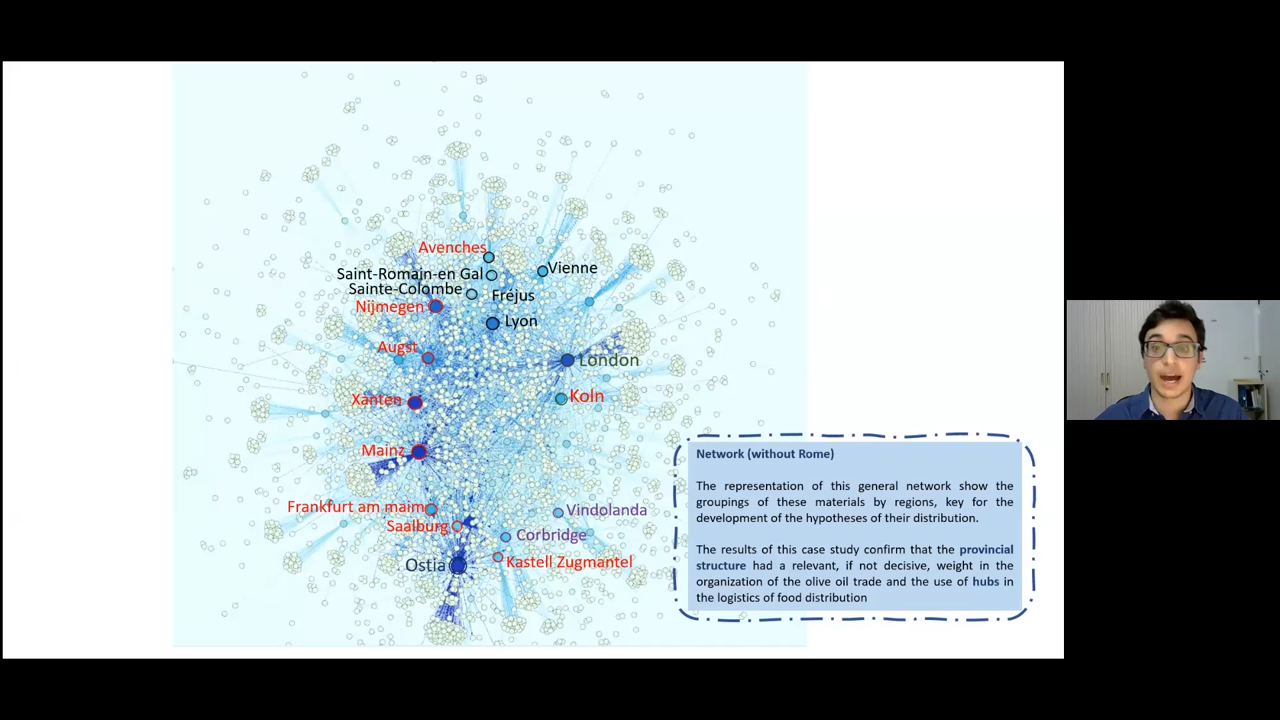 Avenches
Saint-Romain-en Gal
Vienne
Sainte-Colombe
Fréjus
Nijmegen
Lyon
Augst
London
Xanten
Koln
Mainz
Frankfurt am maim
Vindolanda
Saalburg
Corbridge
Ostia
Kastell Zugmantel
Network (without Rome)
The representation of this general network show the
groupings of these materials by regions, key for the
development of the hypotheses of their distribution.
The results of this case study confirm that the provincial
structure had a relevant, if not decisive, weight in the
organization of the olive oil trade and the use of hubs in
the logistics of food distribution